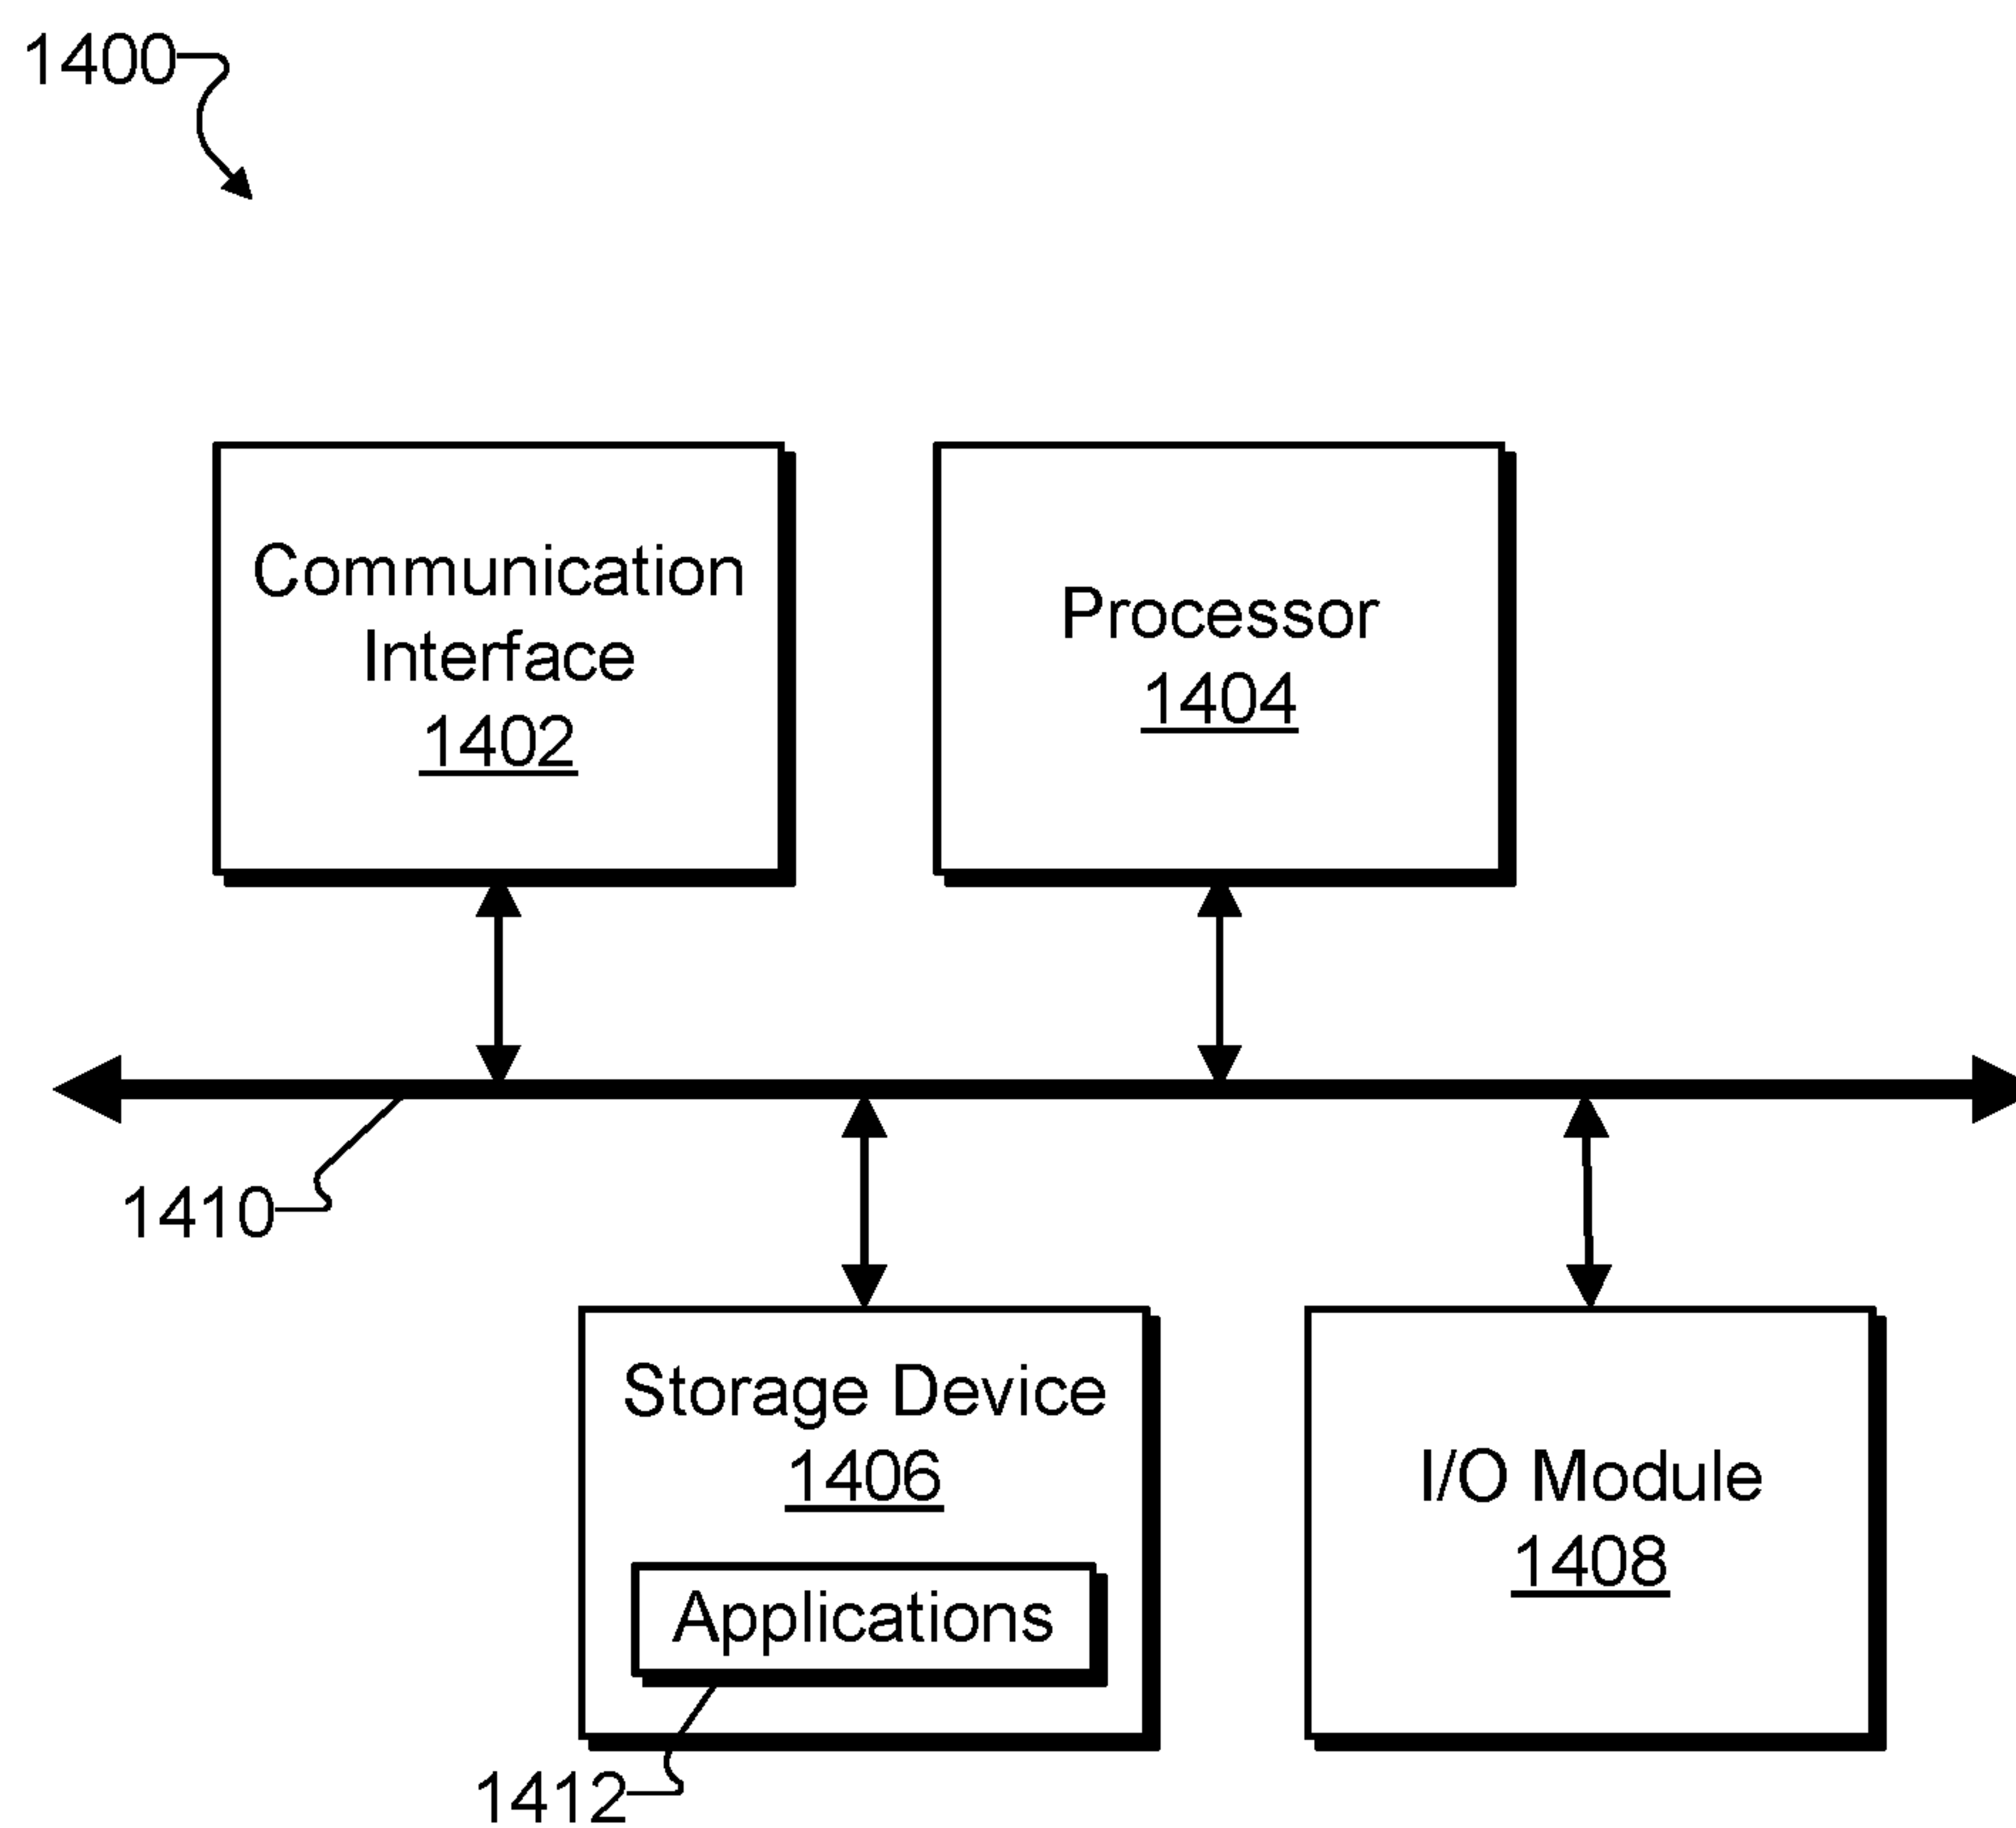 1400
Communication
Interface
1402
Processor
1404
1410
Storage Device
1406
Applications
1412
I/O Module
1408